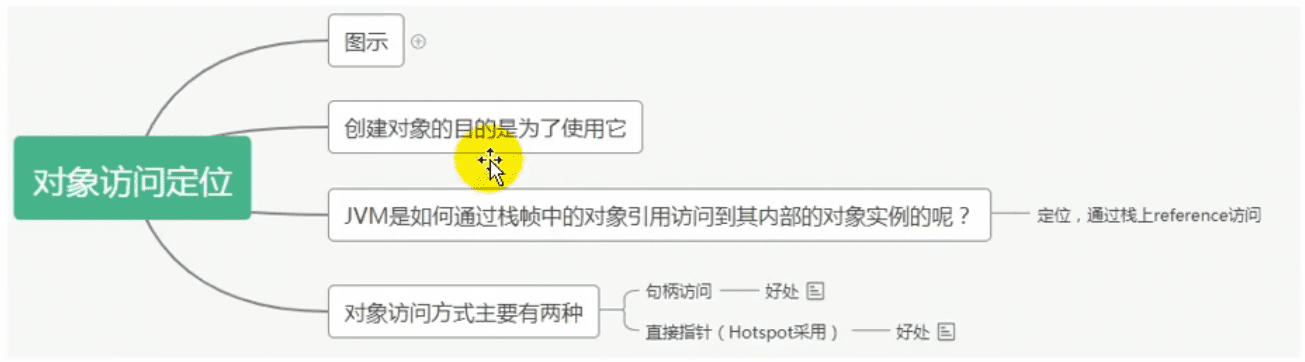 图示
创建对象的目的是为了使用它
对象访问定位
JVM是如何通过栈帧中的对象引用访问到其内部的对象实例的呢？
定位，通过栈上reference访问
对象访问方式主要有两种
句柄访问
好处
直接指针（Hotspot采用）
好处